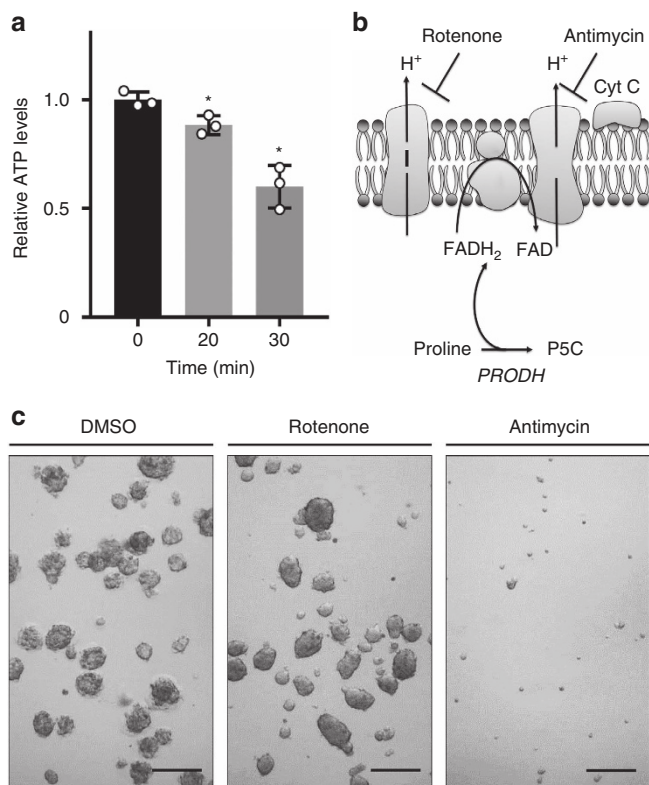 a
Relative ATP levels
1.0
0.5
0
*
*
0
20
30
Time (min)
b
Rotenone
Antimycin
H+
H+
Cyt C
I
FADH2
FAD
Proline
P5C
PRODH
c
DMSO
Rotenone
Antimycin